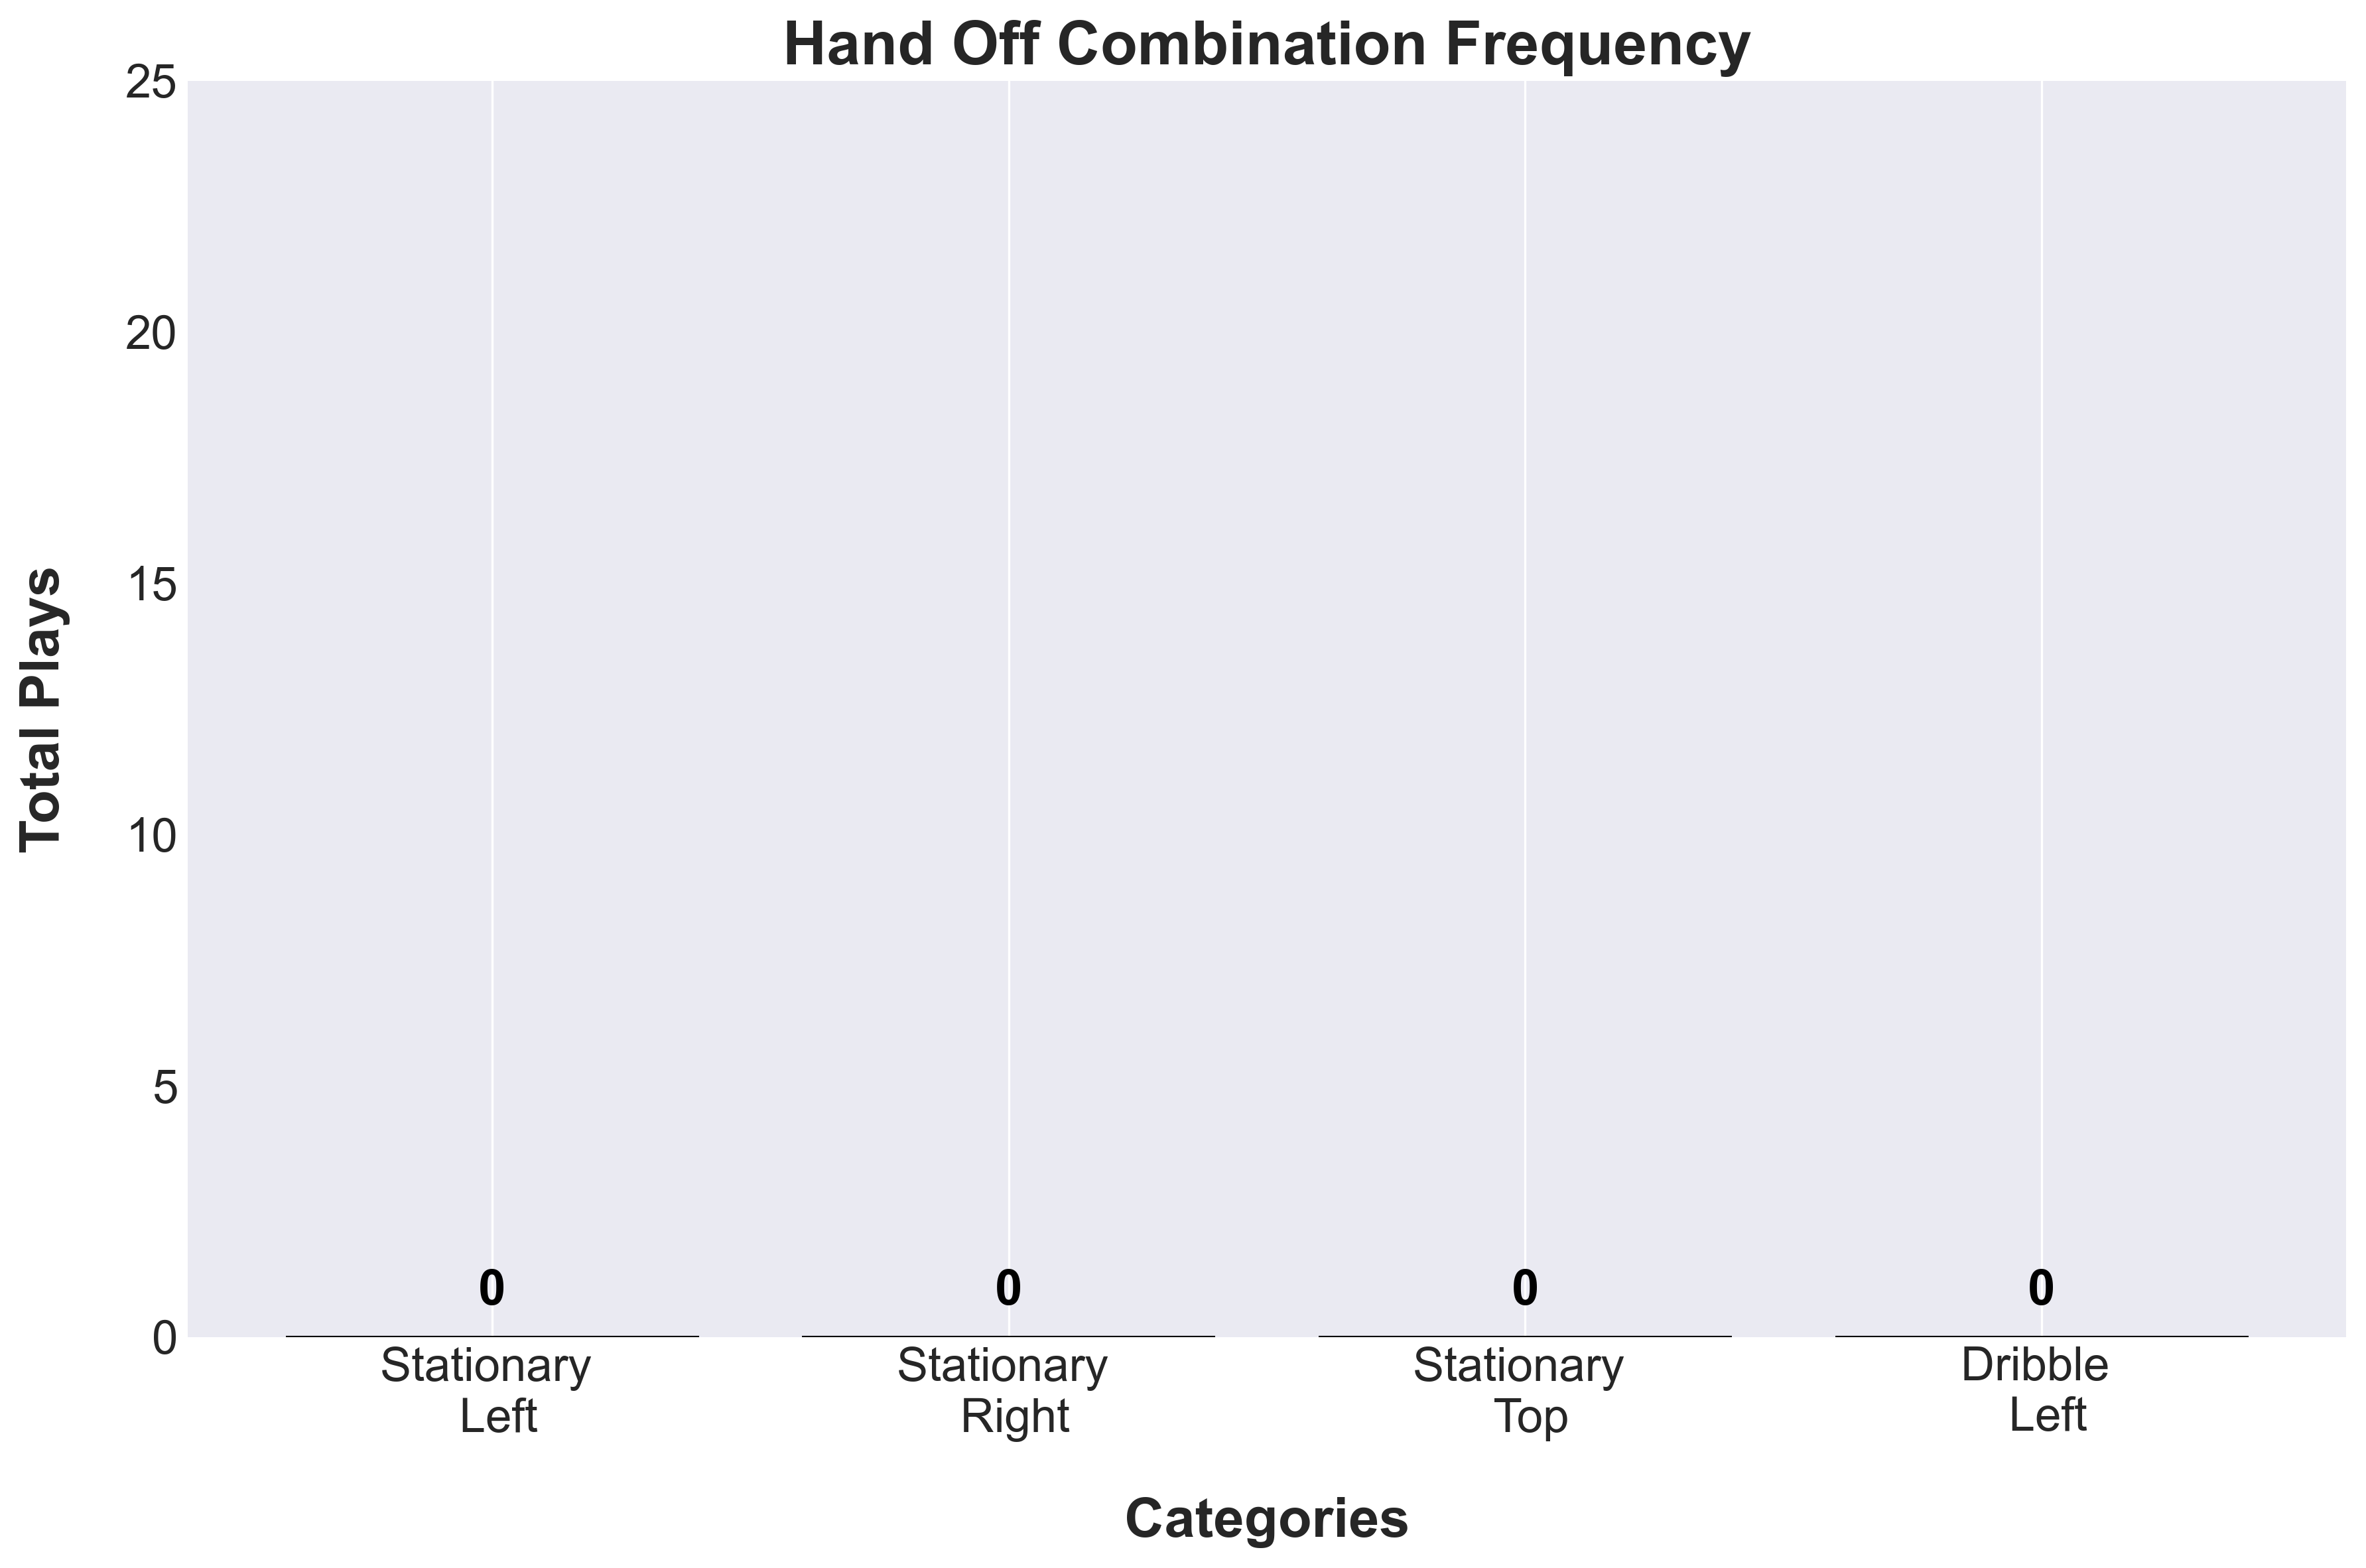 Hand Off Combination Frequency
25
20
15
10
5
0
Total Plays
0
0
0
0
Stationary
Left
Stationary
Right
Stationary
Top
Dribble
Left
Categories